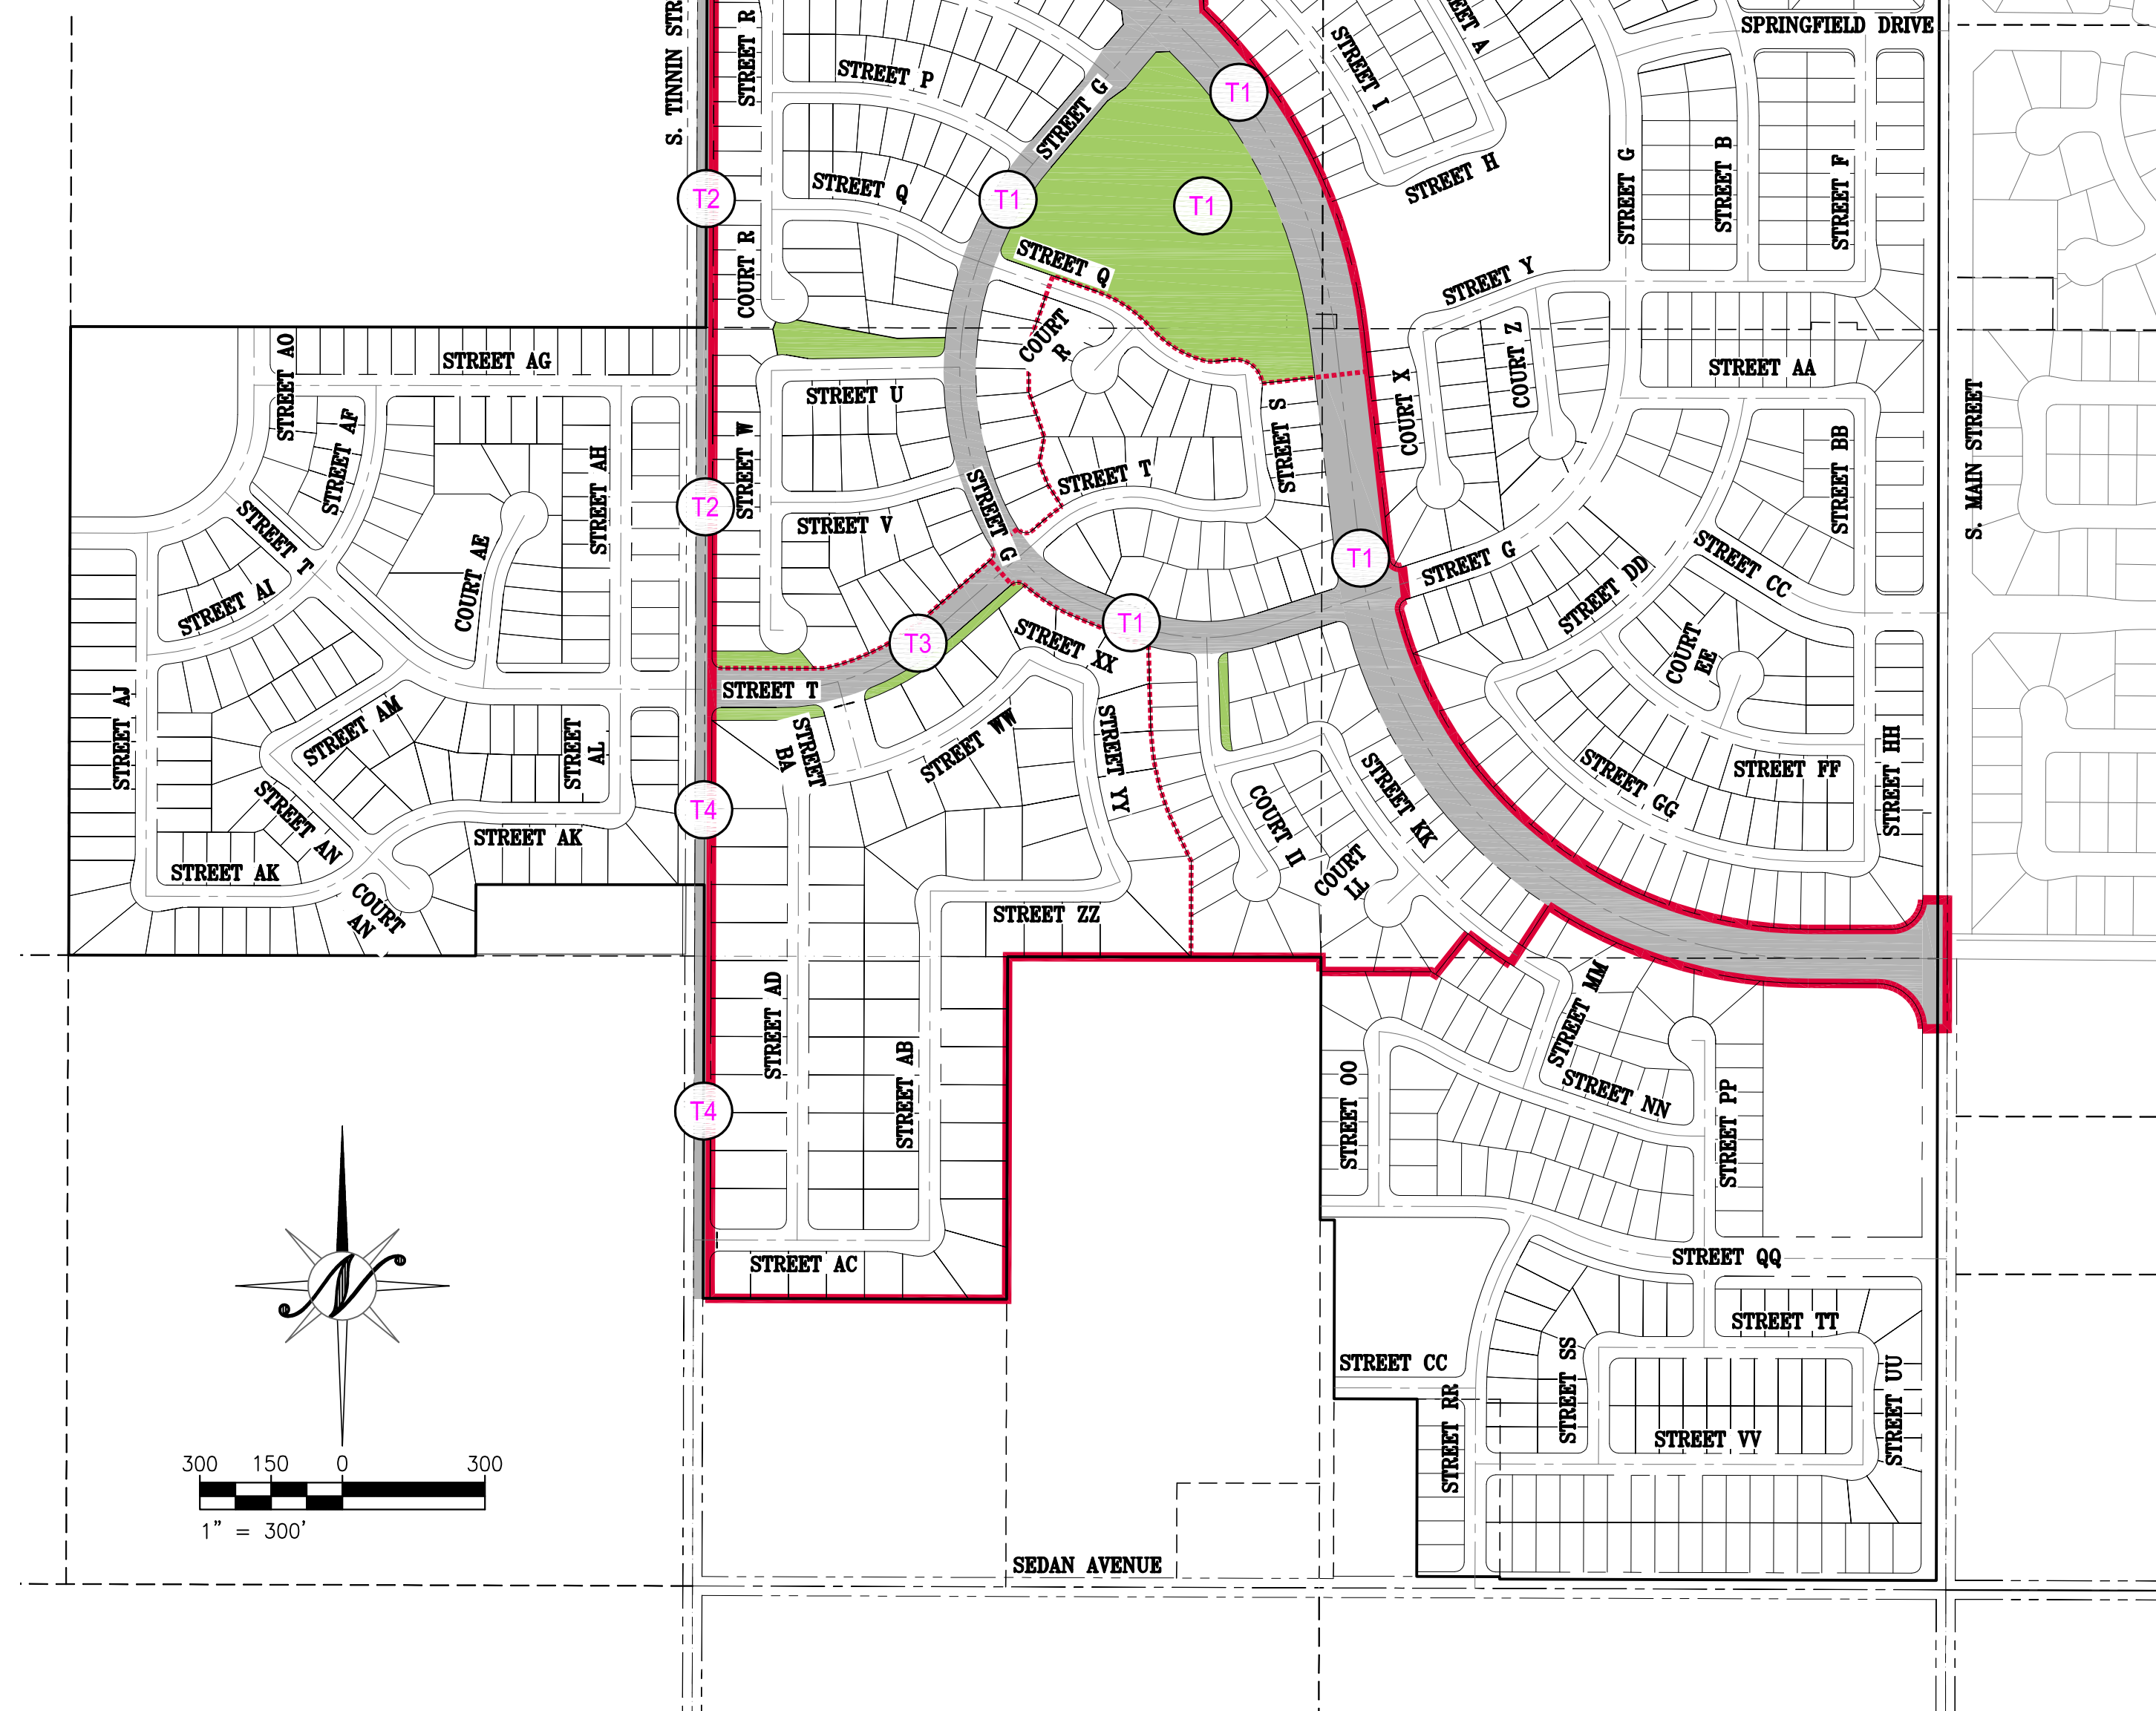 S. TINNIN STR
STREET R
STREET P
STREET G
T1
STREET I
EET A
SPRINGFIELD DRIVE
T2
STREET Q
T1
T1
STREET H
STREET G
STREET B
STREET F
COURT R
STREET Q
STREET Y
COURT
R
COURT Z
STREET AO
STREET AG
STREET U
STREET AA
COURT X
STREET S
S. MAIN STREET
STREET AF
STREET AH
STREET W
T2
STREET V
STREET G
STREET T
STREET BB
STREET T
COURT AE
T1
STREET G
STREET DD
STREET CC
STREET AI
T3
STREET XX
T1
COURT
EE
STREET AJ
STREET AM
STREET
AL
STREET T
STREET
BA
STREET WW
STREET YY
STREET KK
STREET GG
STREET FF
STREET HH
T4
STREET AN
STREET AK
STREET AK
COURT
AN
COURT II
COURT
LL
STREET ZZ
STREET AD
STREET AB
STREET MM
STREET OO
STREET NN
STREET PP
T4
STREET AC
STREET QQ
N
STREET TT
STREET CC
STREET SS
STREET RR
STREET UU
STREET VV
300 150 0 300
1" = 300'
SEDAN AVENUE